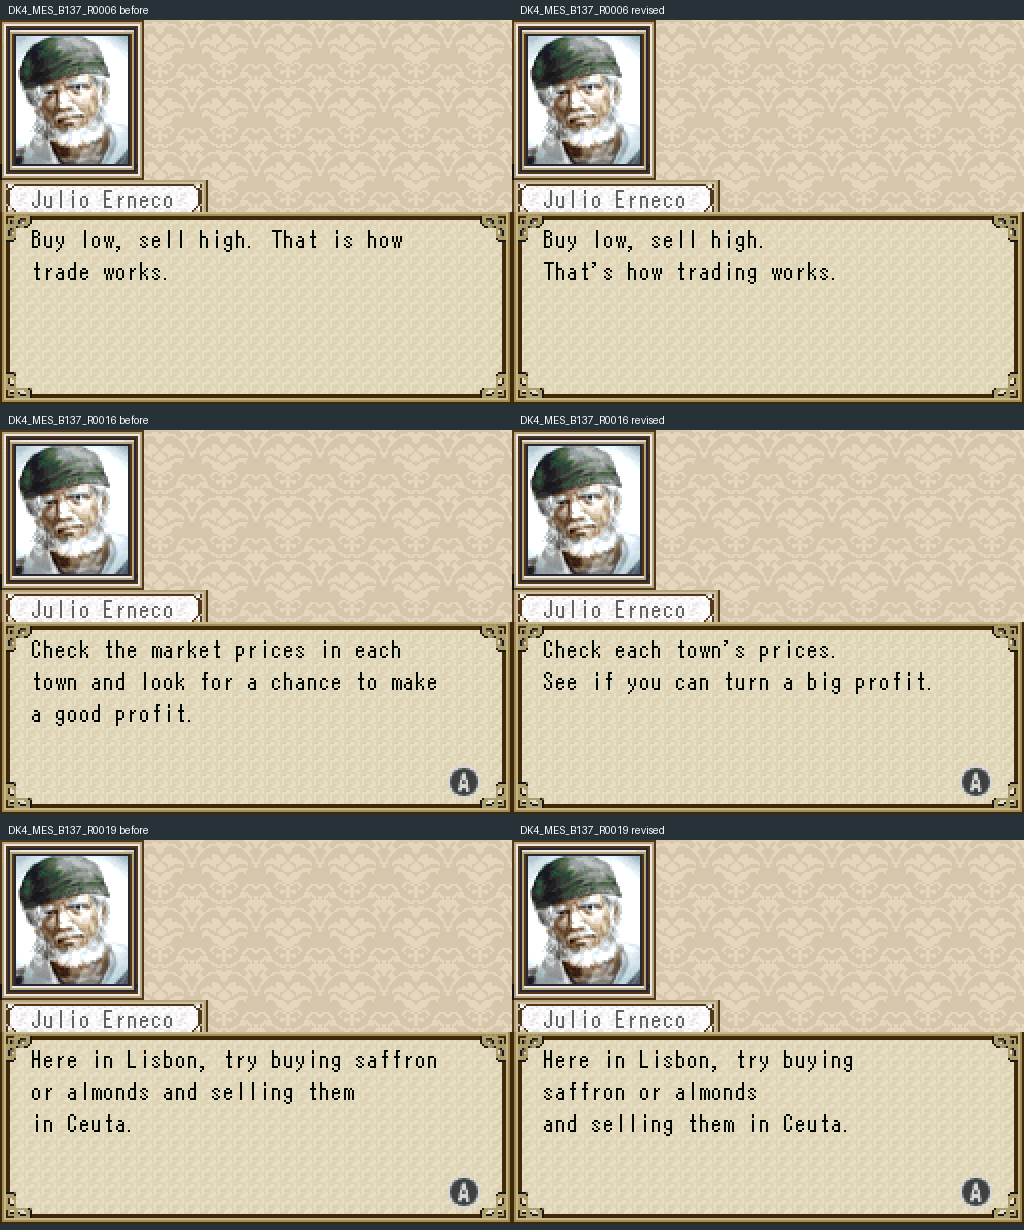 DK4_MES_B137_R0006 before
DK4_MES_B137_R0006 revised
Julio Erneco
Buy low, sell high. That is how
trade works.
Julio Erneco
Buy low, sell high.
That's how trading works.
DK4_MES_B137_R0016 before
DK4_MES_B137_R0016 revised
Julio Erneco
Check the market prices in each
town and look for a chance to make
a good profit.
A
Julio Erneco
Check each town's prices.
See if you can turn a big profit.
A
DK4_MES_B137_R0019 before
DK4_MES_B137_R0019 revised
Julio Erneco
Here in Lisbon, try buying saffron
or almonds and selling them
in Ceuta.
A
Julio Erneco
Here in Lisbon, try buying
saffron or almonds
and selling them in Ceuta.
A